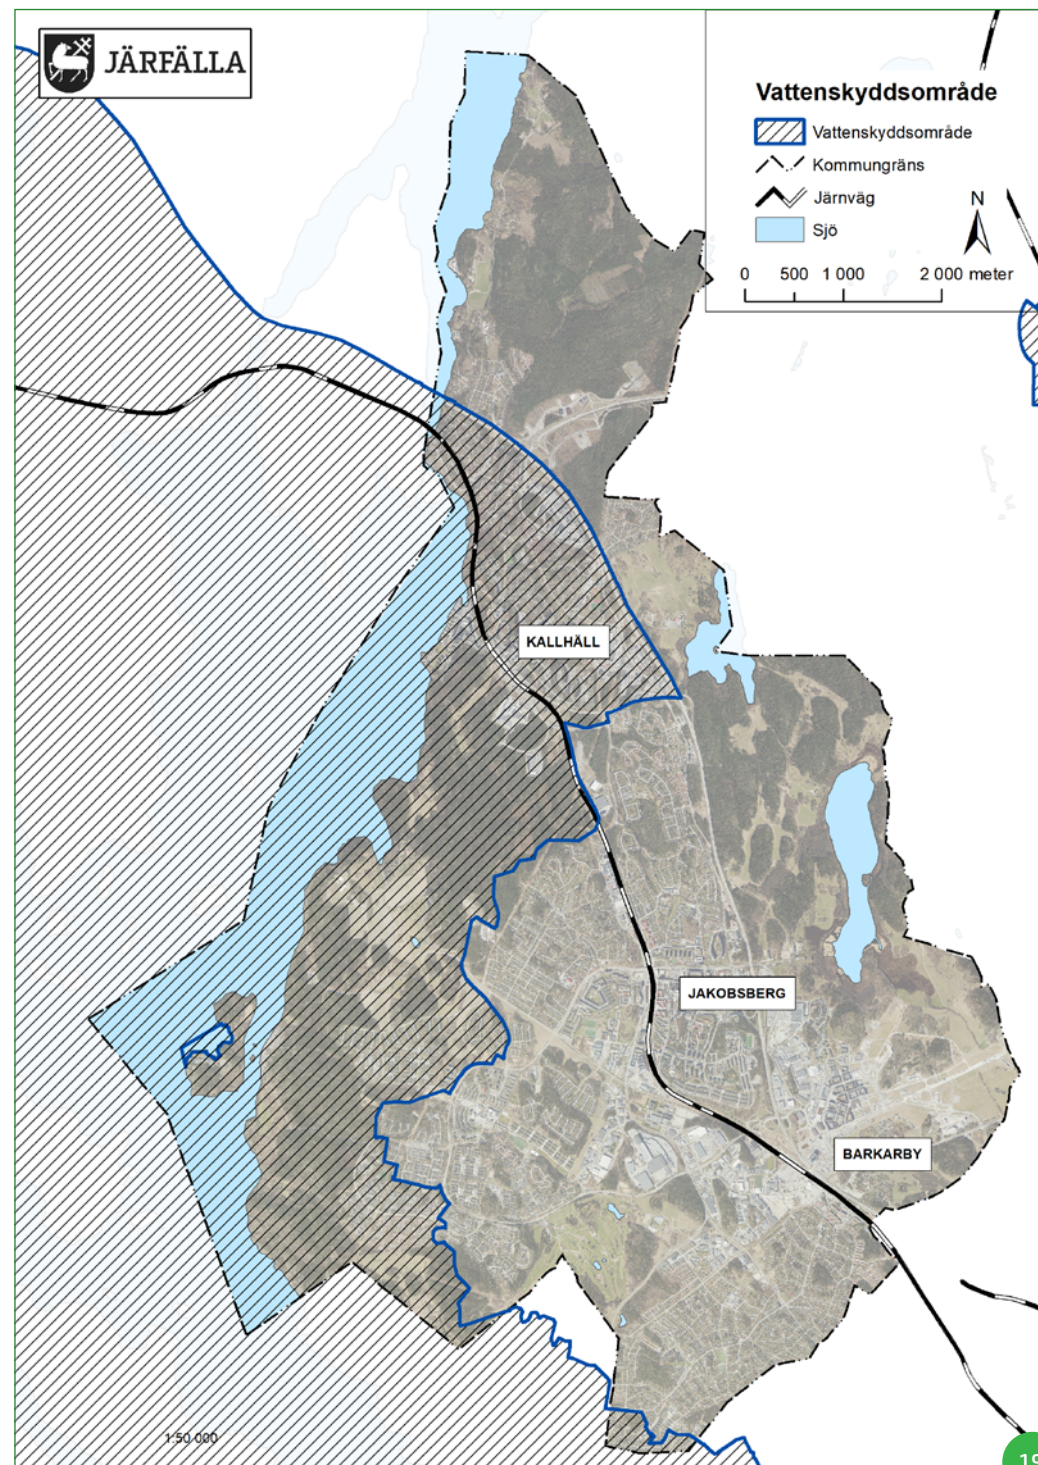 JÄRFÄLLA
Vattenskyddsområde
Vattenskyddsområde
Kommungräns
Järnväg
Sjö
N
0 500 1 000 2 000 meter
KALLHÄLL
JAKOBSBERG
BARKARBY
1:50 000
19